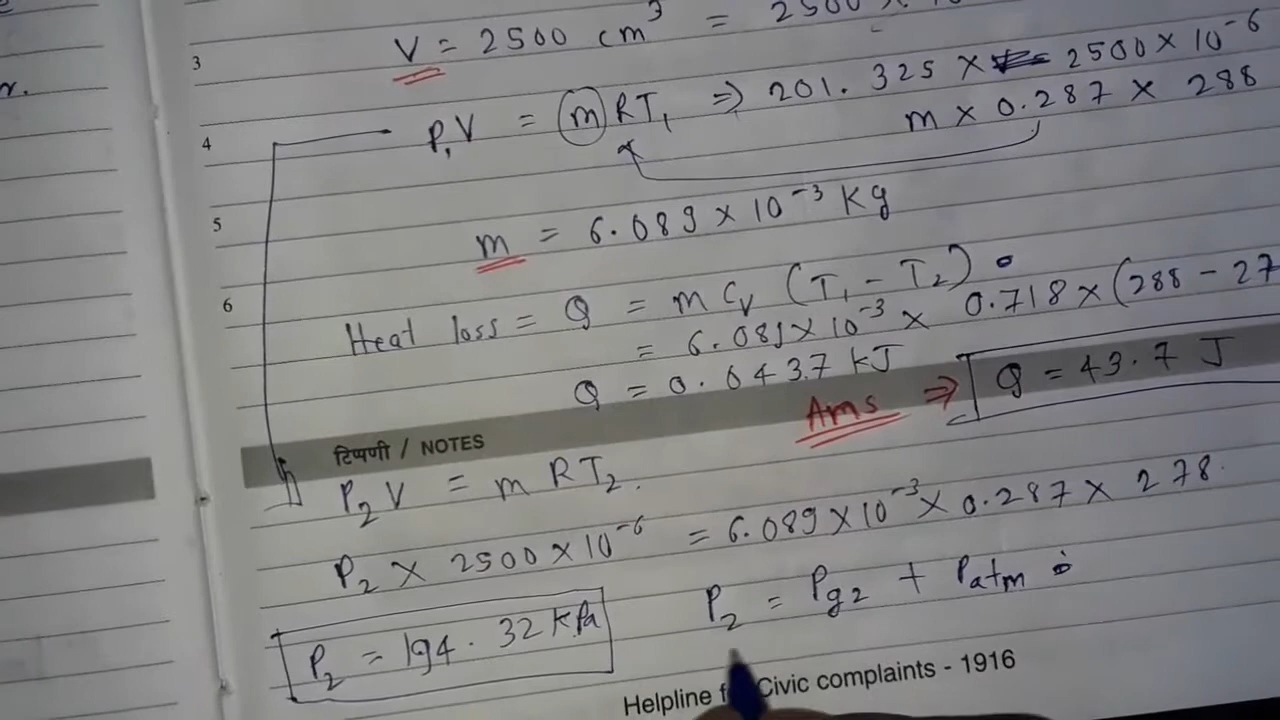 3
V = 2500 cm³ = 2500 ×
P₁V = m RT₁ ⇒ 201.325 × 2500 × 10⁻⁶
4
m × 0.287 × 288
5
m = 6.089 × 10⁻³ Kg
6
Heat loss = Q = m Cv (T₁ - T₂)
= 6.089 × 10⁻³ × 0.718 × (288 - 27
Q = 0.0437 KJ
Ans ⇒ Q = 43.7 J
टिप्पणी / NOTES
P₂ V = m RT₂.
P₂ × 2500 × 10⁻⁶ = 6.089 × 10⁻³ × 0.287 × 278.
P₂ = 194.32 kPa
P₂ = Pg₂ + Patm
Helpline Civic complaints - 1916